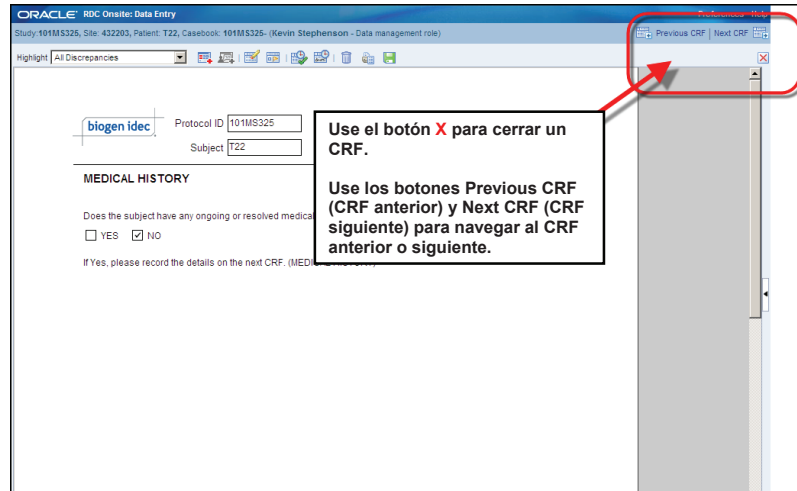 ORACLE RDC Onsite: Data Entry
Preferences Help
Study:101MS325, Site: 432203, Patient: T22, Casebook: 101MS325- (Kevin Stephenson - Data management role)
Previous CRF | Next CRF
Highlight All Discrepancies
biogen idec
Protocol ID 101MS325
Subject T22
MEDICAL HISTORY
Does the subject have any ongoing or resolved medical
YES NO
If Yes, please record the details on the next CRF.
Use el botón X para cerrar un
CRF.
Use los botones Previous CRF
(CRF anterior) y Next CRF (CRF
siguiente) para navegar al CRF
anterior o siguiente.